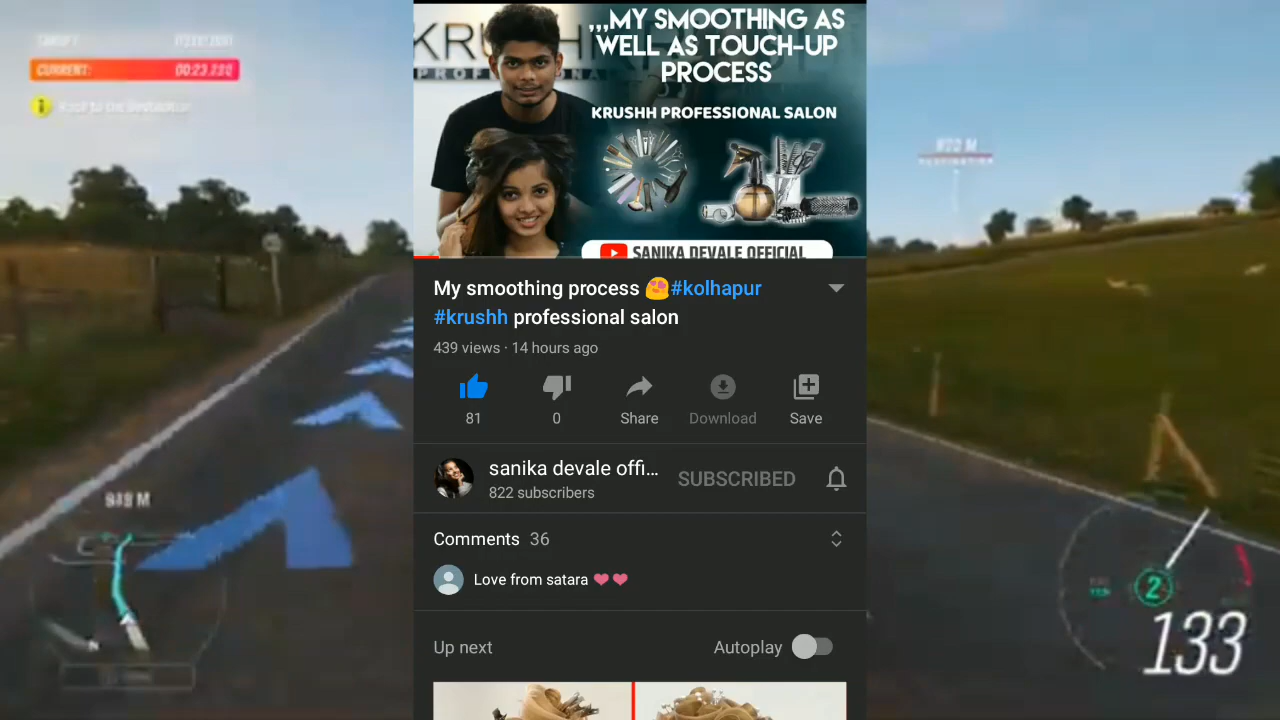 CURRENT:
00:23.230
KRU
PROFE
,,,MY SMOOTHING AS
WELL AS TOUCH-UP
PROCESS
KRUSHH PROFESSIONAL SALON
SANIKA DEVALE OFFICIAL
My smoothing process 😍#kolhapur
#krushh professional salon
439 views · 14 hours ago
81
0
Share
Download
Save
sanika devale offi...
822 subscribers
SUBSCRIBED
Comments 36
Love from satara ❤❤
Up next
Autoplay
2
133